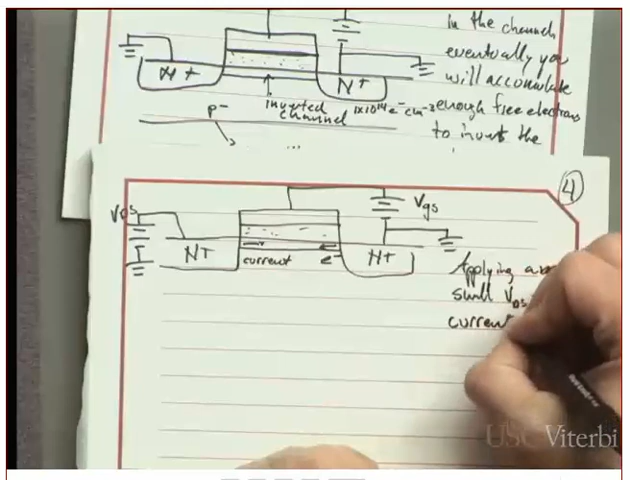 In the channel
eventually you
will accumulate
enough free electrons
to invert the
N+
N+
inverted
channel
1x10¹⁴ e⁻ cm⁻³
p⁻
...
4
VDS
Vgs
N+
current
e⁻
N+
Applying a
small VDS
current
USC Viterbi